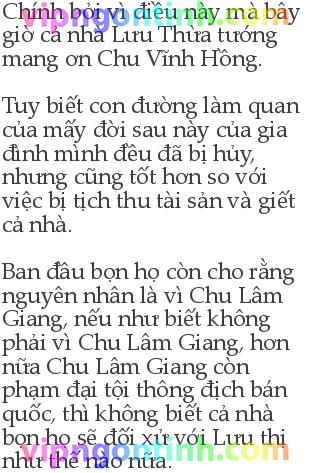 Chính bởi vì điều này mà bây
giờ cả nhà Lưu Thừa tướng
mang ơn Chu Vĩnh Hồng.
Tuy biết con đường làm quan
của mấy đời sau này của gia
đình mình đều đã bị hủy,
nhưng cũng tốt hơn so với
việc bị tịch thu tài sản và giết
cả nhà.
Ban đầu bọn họ còn cho rằng
nguyên nhân là vì Chu Lâm
Giang, nếu như biết không
phải vì Chu Lâm Giang, hơn
nữa Chu Lâm Giang còn
phạm đại tội thông địch bán
quốc, thì không biết cả nhà
bọn họ sẽ đối xử với Lưu thị
như thế nào nữa.
vipngontinh.com
vipngontinh.com